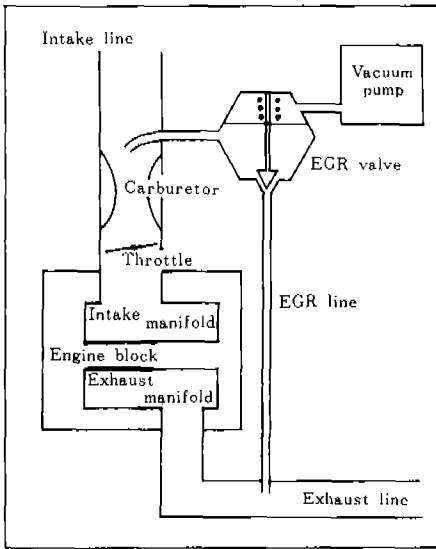 Intake line
Vacuum
pump
EGR valve
Carburetor
Throttle
EGR line
Intake
manifold
Engine block
Exhaust
manifold
Exhaust line